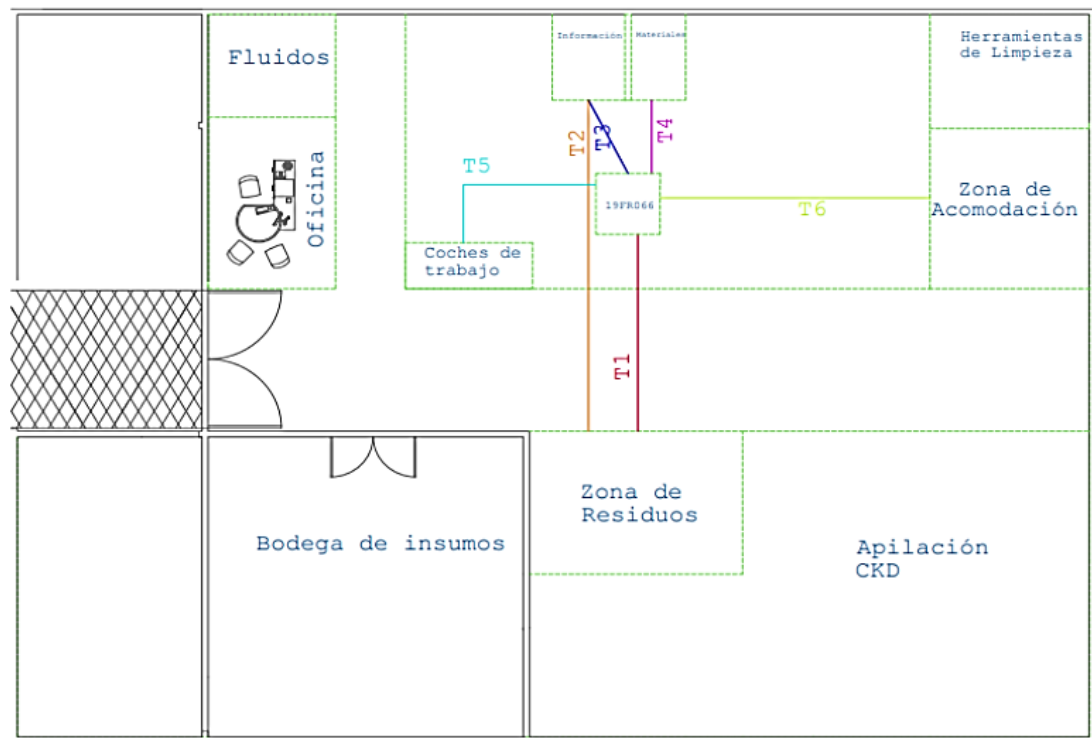 Información
Materiales
Herramientas
de Limpieza
Fluidos
T2
T3
T4
T5
Oficina
Zona de
Acomodación
19FR066
T6
Coches de
trabajo
T1
Zona de
Residuos
Bodega de insumos
Apilación
CKD